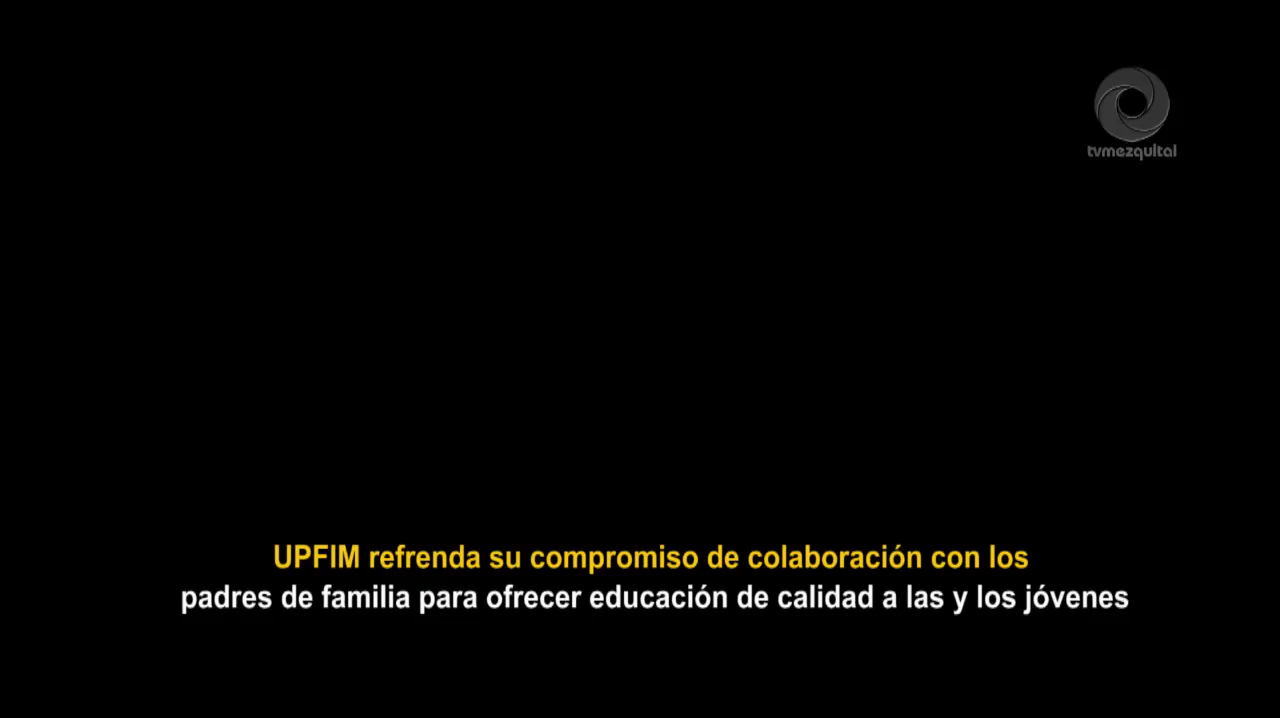 tvmezquital
UPFIM refrenda su compromiso de colaboración con los
padres de familia para ofrecer educación de calidad a las y los jóvenes